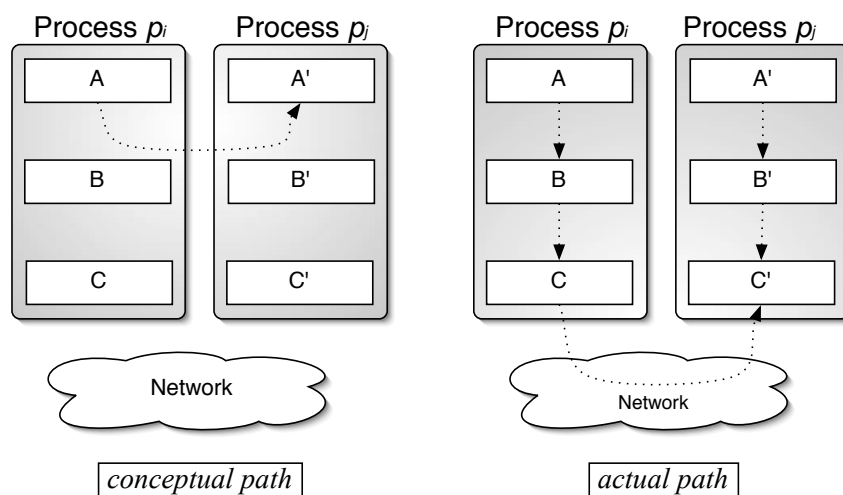 Process pi
Process pj
A
A'
B
B'
C
C'
Network
conceptual path
Process pi
Process pj
A
A'
B
B'
C
C'
Network
actual path